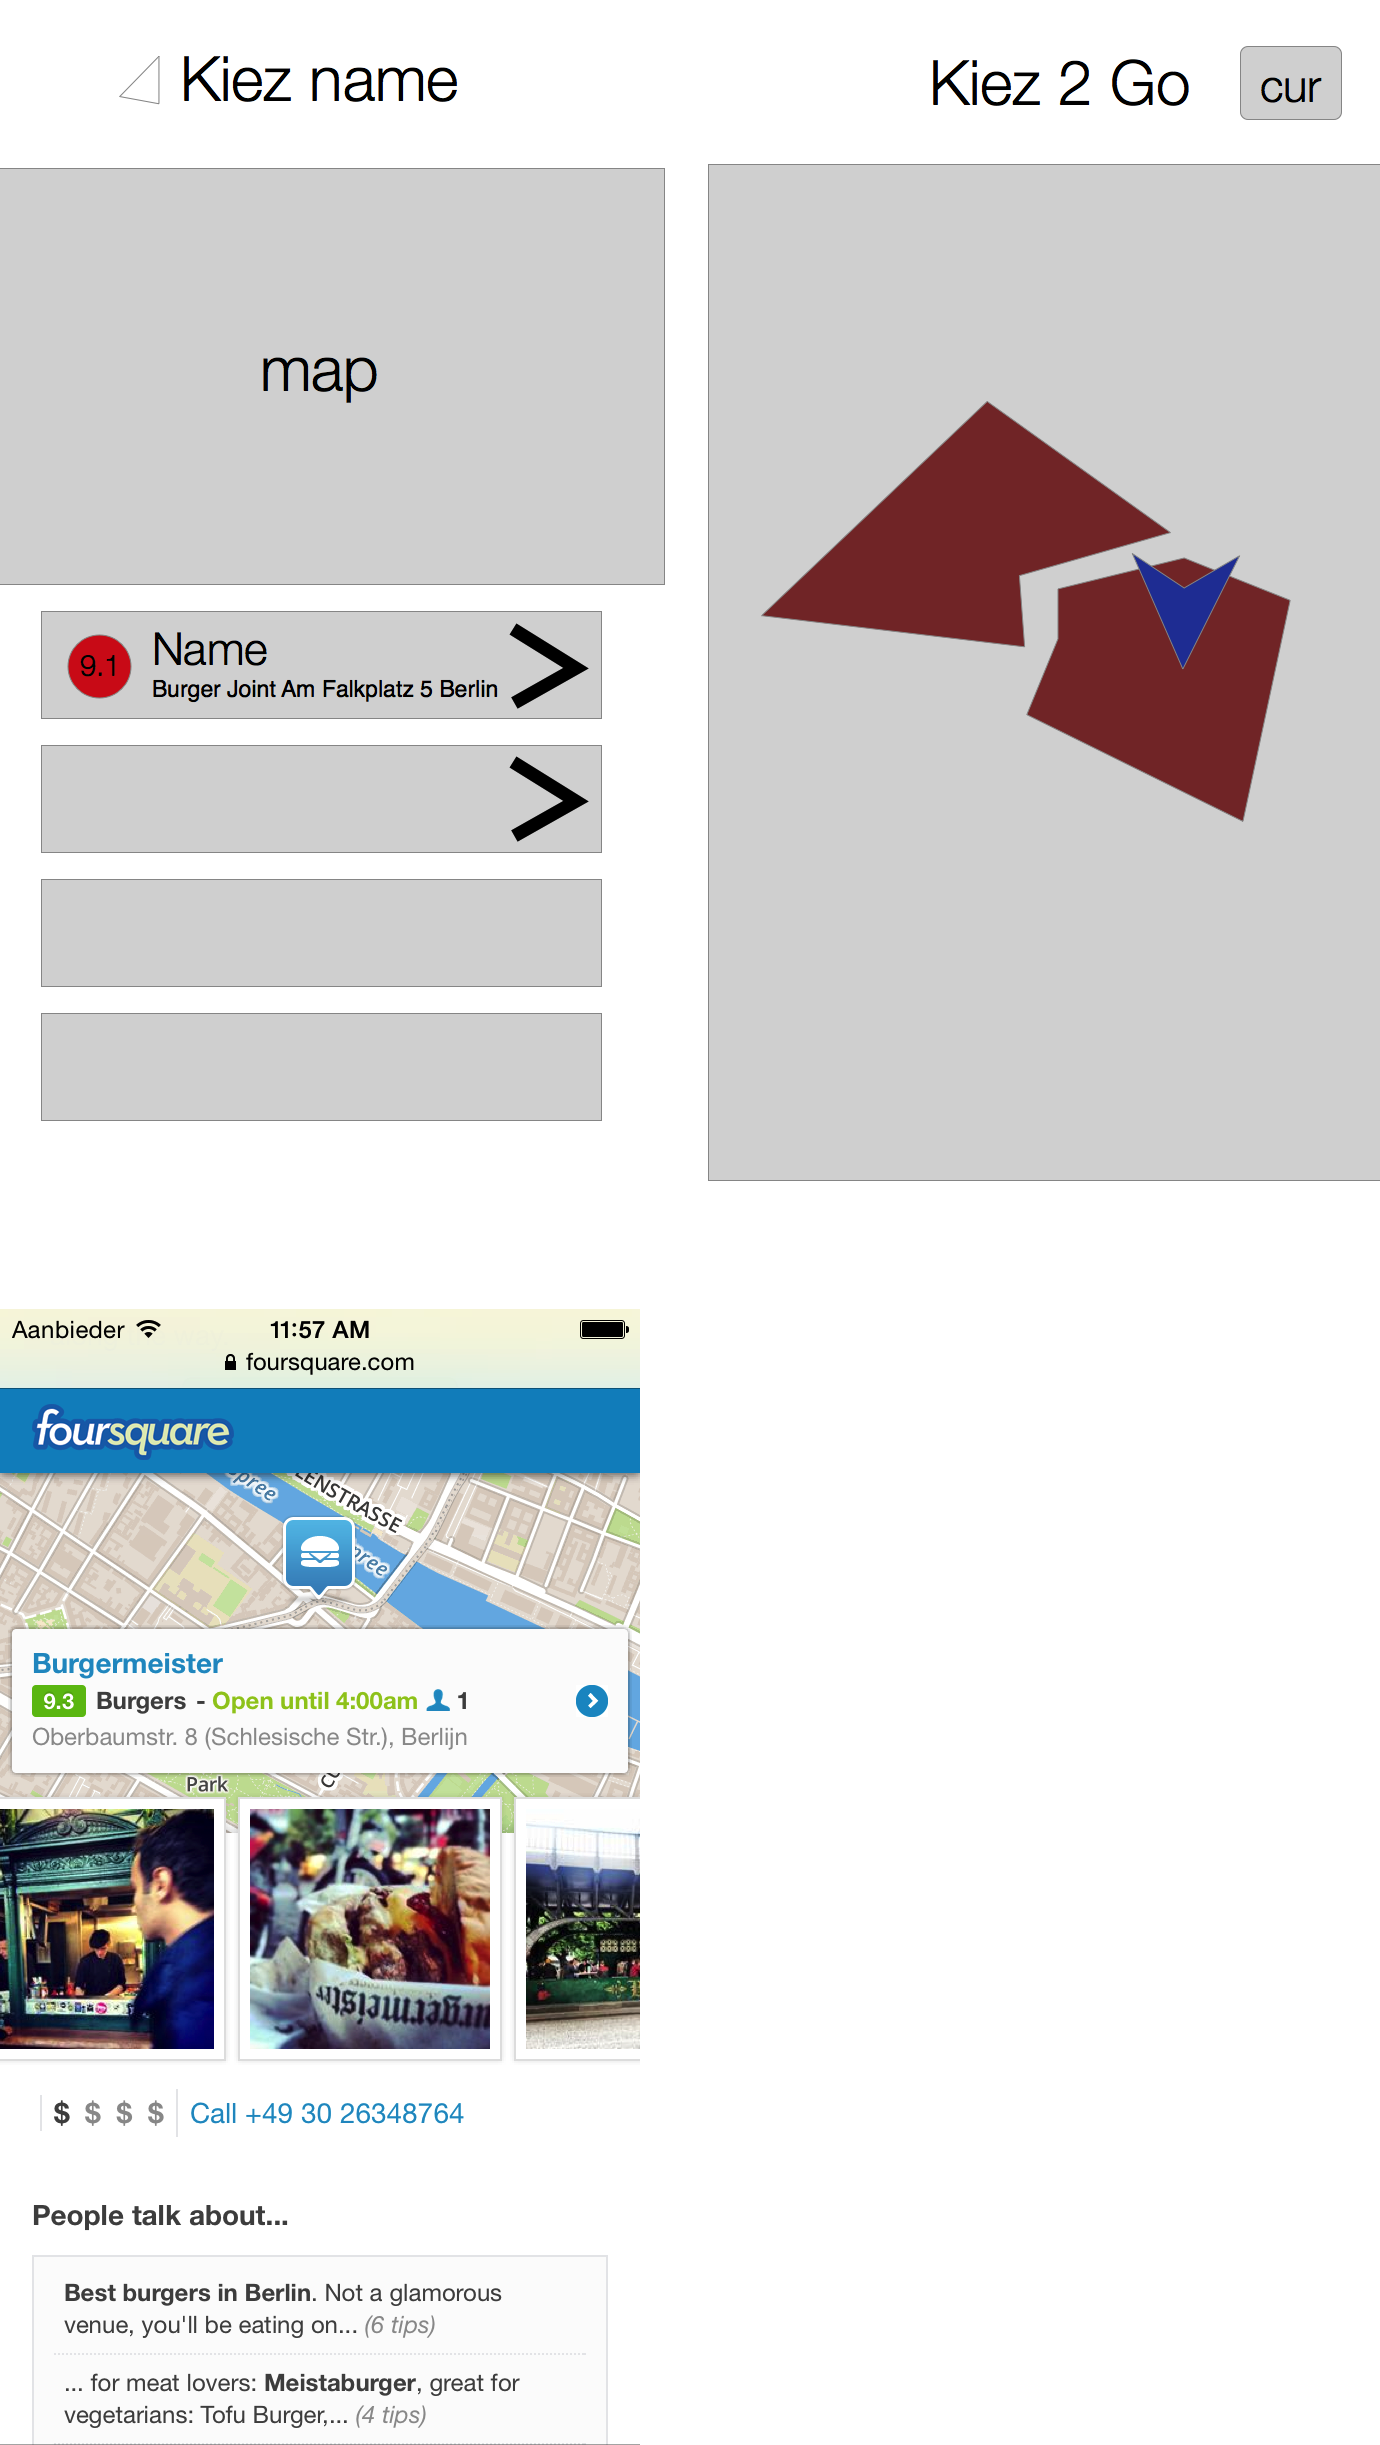 Kiez name
Kiez 2 Go
cur
map
9.1
Name
Burger Joint Am Falkplatz 5 Berlin
Aanbieder
11:57 AM
foursquare.com
foursquare
Spree
LENSTRASSE
pree
Burgermeister
9.3 Burgers - Open until 4:00am 1
Oberbaumstr. 8 (Schlesische Str.), Berlijn
Park
urgermeister
$ $ $ $ Call +49 30 26348764
People talk about...
Best burgers in Berlin. Not a glamorous
venue, you'll be eating on... (6 tips)
... for meat lovers: Meistaburger, great for
vegetarians: Tofu Burger,... (4 tips)